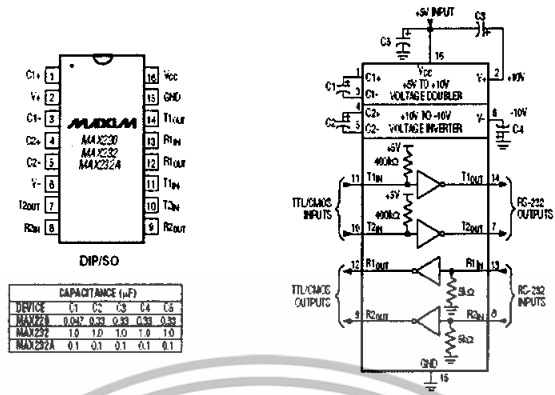 C1+ 1
V+ 2
C1- 3
C2+ 4
C2- 5
V- 6
T2OUT 7
R2IN 8
MAXIM
MAX220
MAX232
MAX232A
16 Vcc
15 GND
14 T1OUT
13 R1IN
12 R1OUT
11 T1IN
10 T2IN
9 R2OUT
DIP/SO
CAPACITANCE (µF)
DEVICE C1 C2 C3 C4 C5
MAX220 0.047 0.33 0.33 0.33 0.33
MAX232 1.0 1.0 1.0 1.0 1.0
MAX232A 0.1 0.1 0.1 0.1 0.1
+5V INPUT
C3
C5
16
VCC
1 C1+
C1
3 C1-
+5V TO +10V
VOLTAGE DOUBLER
V+ 2
+10V
4 C2+
C2
5 C2-
+10V TO -10V
VOLTAGE INVERTER
V- 6
-10V
C4
+5V
400kΩ
11 T1IN
T1OUT 14
+5V
400kΩ
TTL/CMOS
INPUTS
RS-232
OUTPUTS
10 T2IN
T2OUT 7
12 R1OUT
R1IN 13
5kΩ
TTL/CMOS
OUTPUTS
RS-232
INPUTS
9 R2OUT
R2IN 8
5kΩ
GND
15